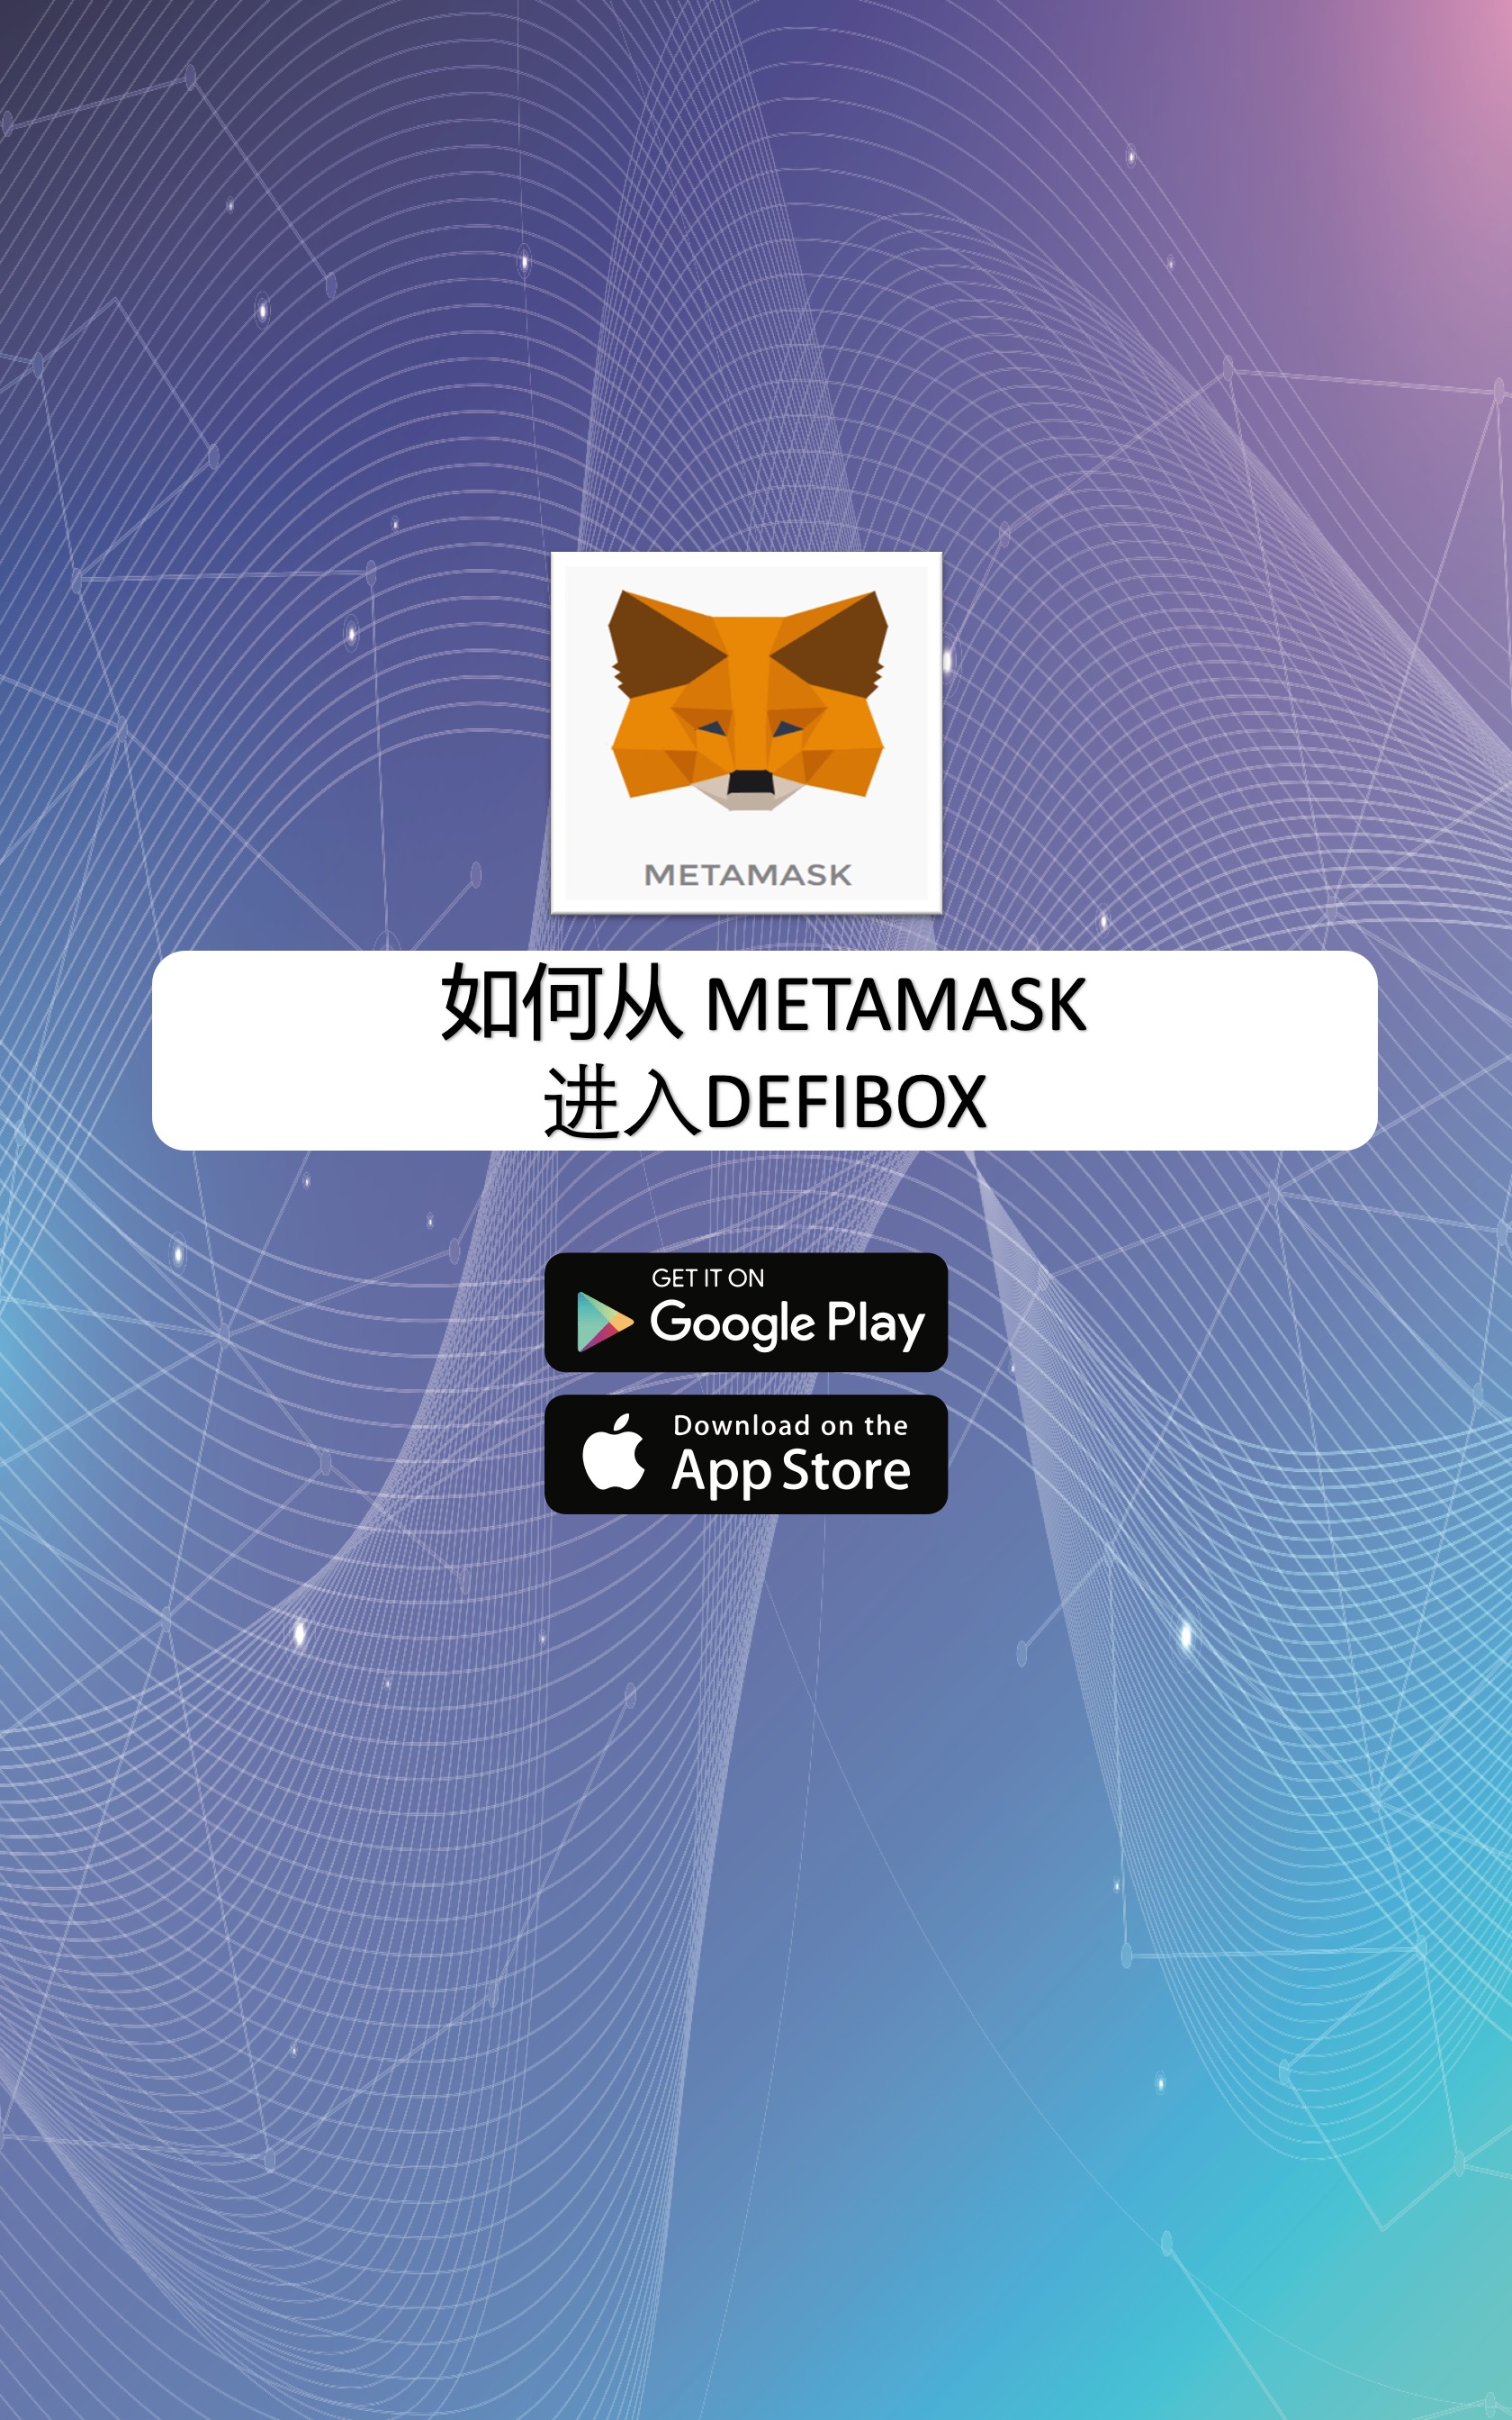 METAMASK
如何从 METAMASK
进入DEFIBOX
GET IT ON
Google Play
Download on the
App Store